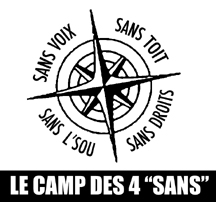 SANS VOIX
SANS TOIT
SANS L'SOU
SANS DROITS
LE CAMP DES 4 “SANS”